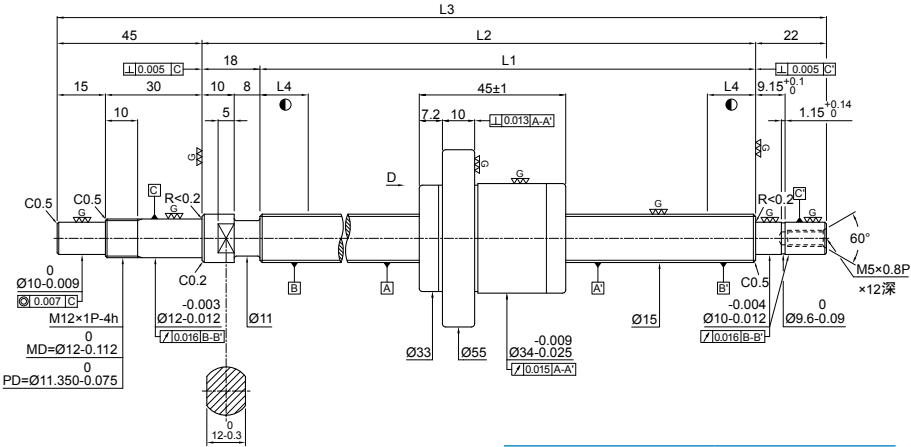 L3
45
L2
22
⊥ 0.005 C
18
L1
⊥ 0.005 C'
15
30
10
8
L4
45±1
L4
9.15 +0.1 0
10
5
7.2
10
⊥ 0.013 A-A'
1.15 +0.14 0
G
G
G
G
D
C0.5
G
C0.5
C
G
R<0.2
G
R<0.2
G
C'
G
60°
C0.2
C0.5
M5×0.8P
×12深
0
Ø10-0.009
◎ 0.007 C
B
A
A'
B'
M12×1P-4h
-0.003
Ø12-0.012
Ø11
Ø15
-0.004
Ø10-0.012
0
Ø9.6-0.09
0
MD=Ø12-0.112
↗ 0.016 B-B'
↗ 0.016 B-B'
Ø33
Ø55
-0.009
Ø34-0.025
↗ 0.015 A-A'
0
PD=Ø11.350-0.075
0
12-0.3